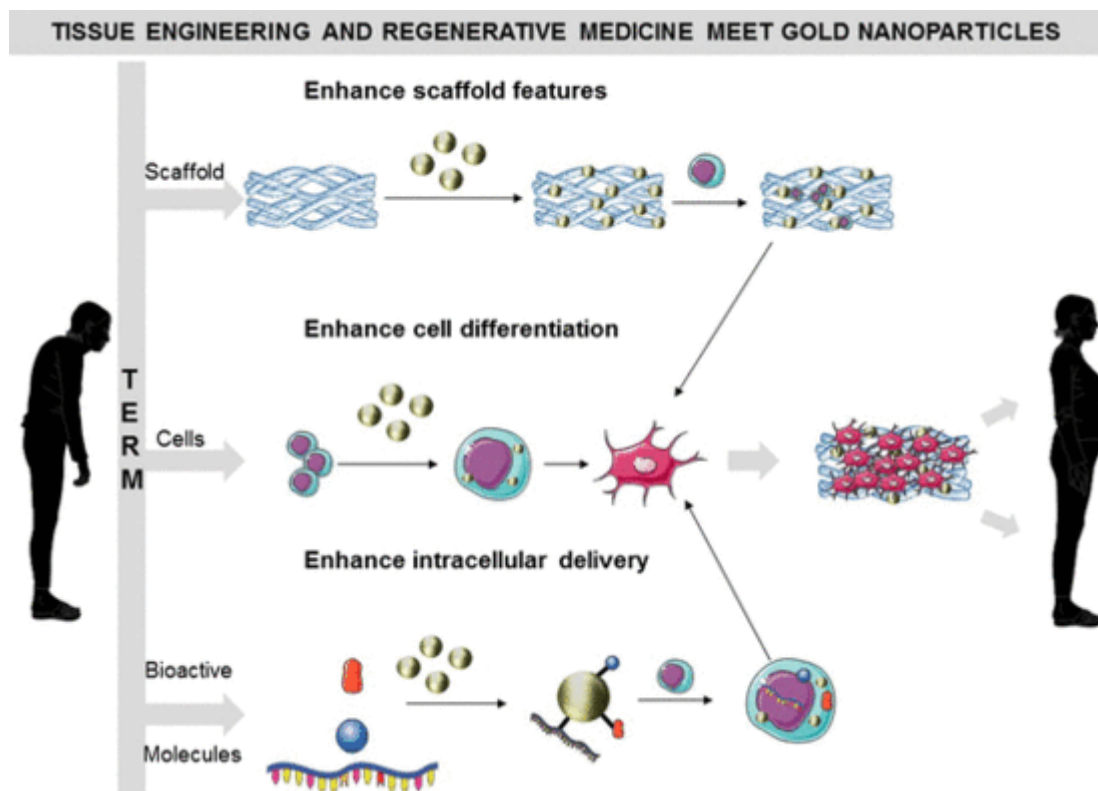 TISSUE ENGINEERING AND REGENERATIVE MEDICINE MEET GOLD NANOPARTICLES
Enhance scaffold features
Scaffold
Enhance cell differentiation
TERM
Cells
Enhance intracellular delivery
Bioactive
Molecules